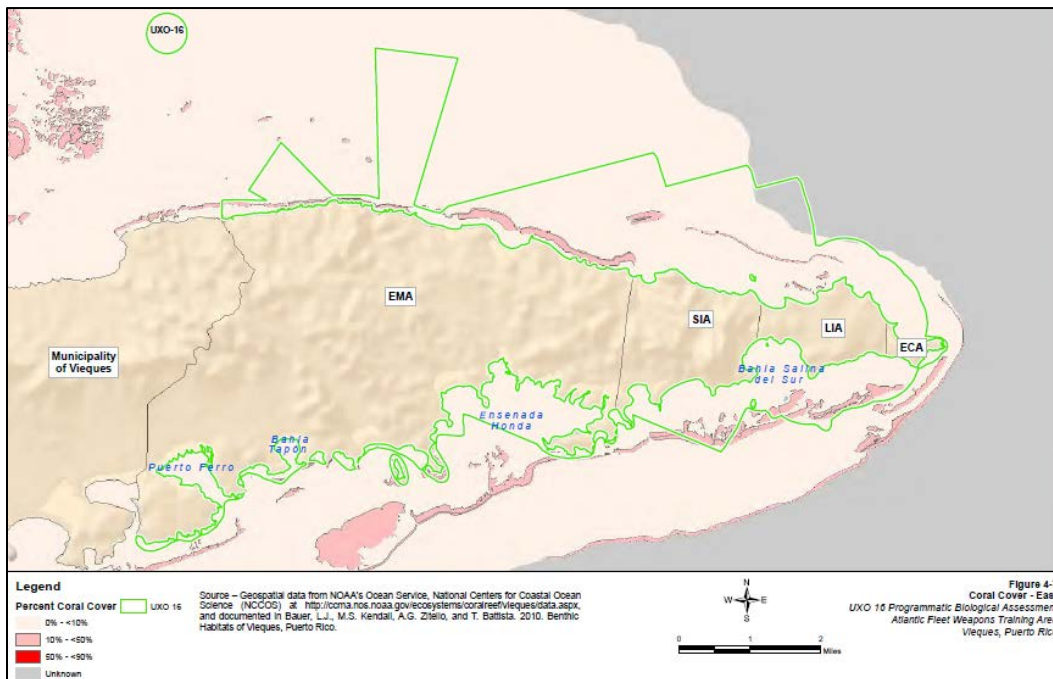 UXO-16
EMA
SIA
LIA
ECA
Municipality
of Vieques
Bahia Salina
del Sur
Ensenada
Honda
Bahia
Tapón
Puerto Ferro
Legend
Percent Coral Cover
UXO 16
0% - <10%
10% - <50%
50% - <90%
Unknown
Source – Geospatial data from NOAA's Ocean Service, National Centers for Coastal Ocean
Science (NCCOS) at http://ccma.nos.noaa.gov/ecosystems/coralreef/vieques/data.aspx,
and documented in Bauer, L.J., M.S. Kendall, A.G. Zitello, and T. Battista. 2010. Benthic
Habitats of Vieques, Puerto Rico.
N
W E
S
0 1 2
Miles
Figure 4-
Coral Cover - Eas
UXO 16 Programmatic Biological Assessmen
Atlantic Fleet Weapons Training Are
Vieques, Puerto Ric